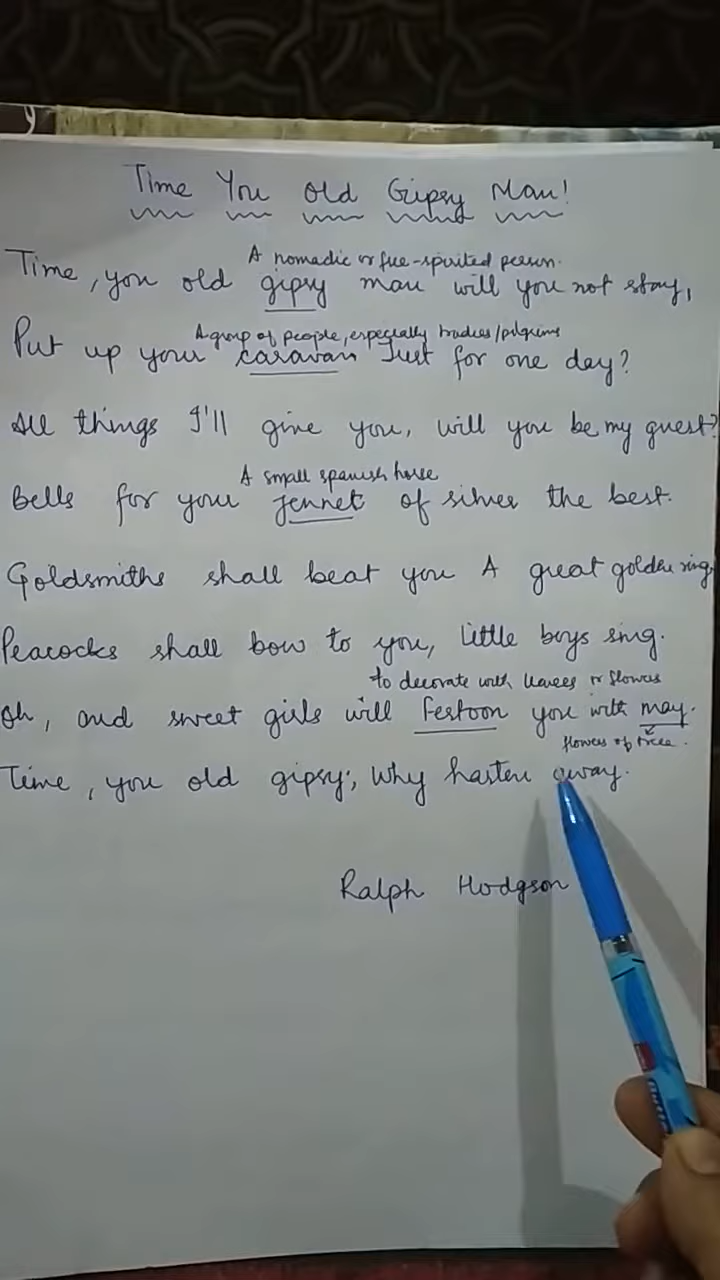 Time You Old Gipsy Man!
A nomadic or free-spirited person.
Time, you old gipsy man will you not stay,
A group of people, especially traders/pilgrims
Put up your caravan Just for one day?
All things I'll give you, will you be my guest?
A small spanish horse
Bells for your jennet of silver the best.
Goldsmiths shall beat you A great golden ring,
Peacocks shall bow to you, little boys sing.
to decorate with leaves or flowers
Oh, and sweet girls will festoon you with may.
flowers of tree.
Time, you old gipsy, Why hasten away.
Ralph Hodgson